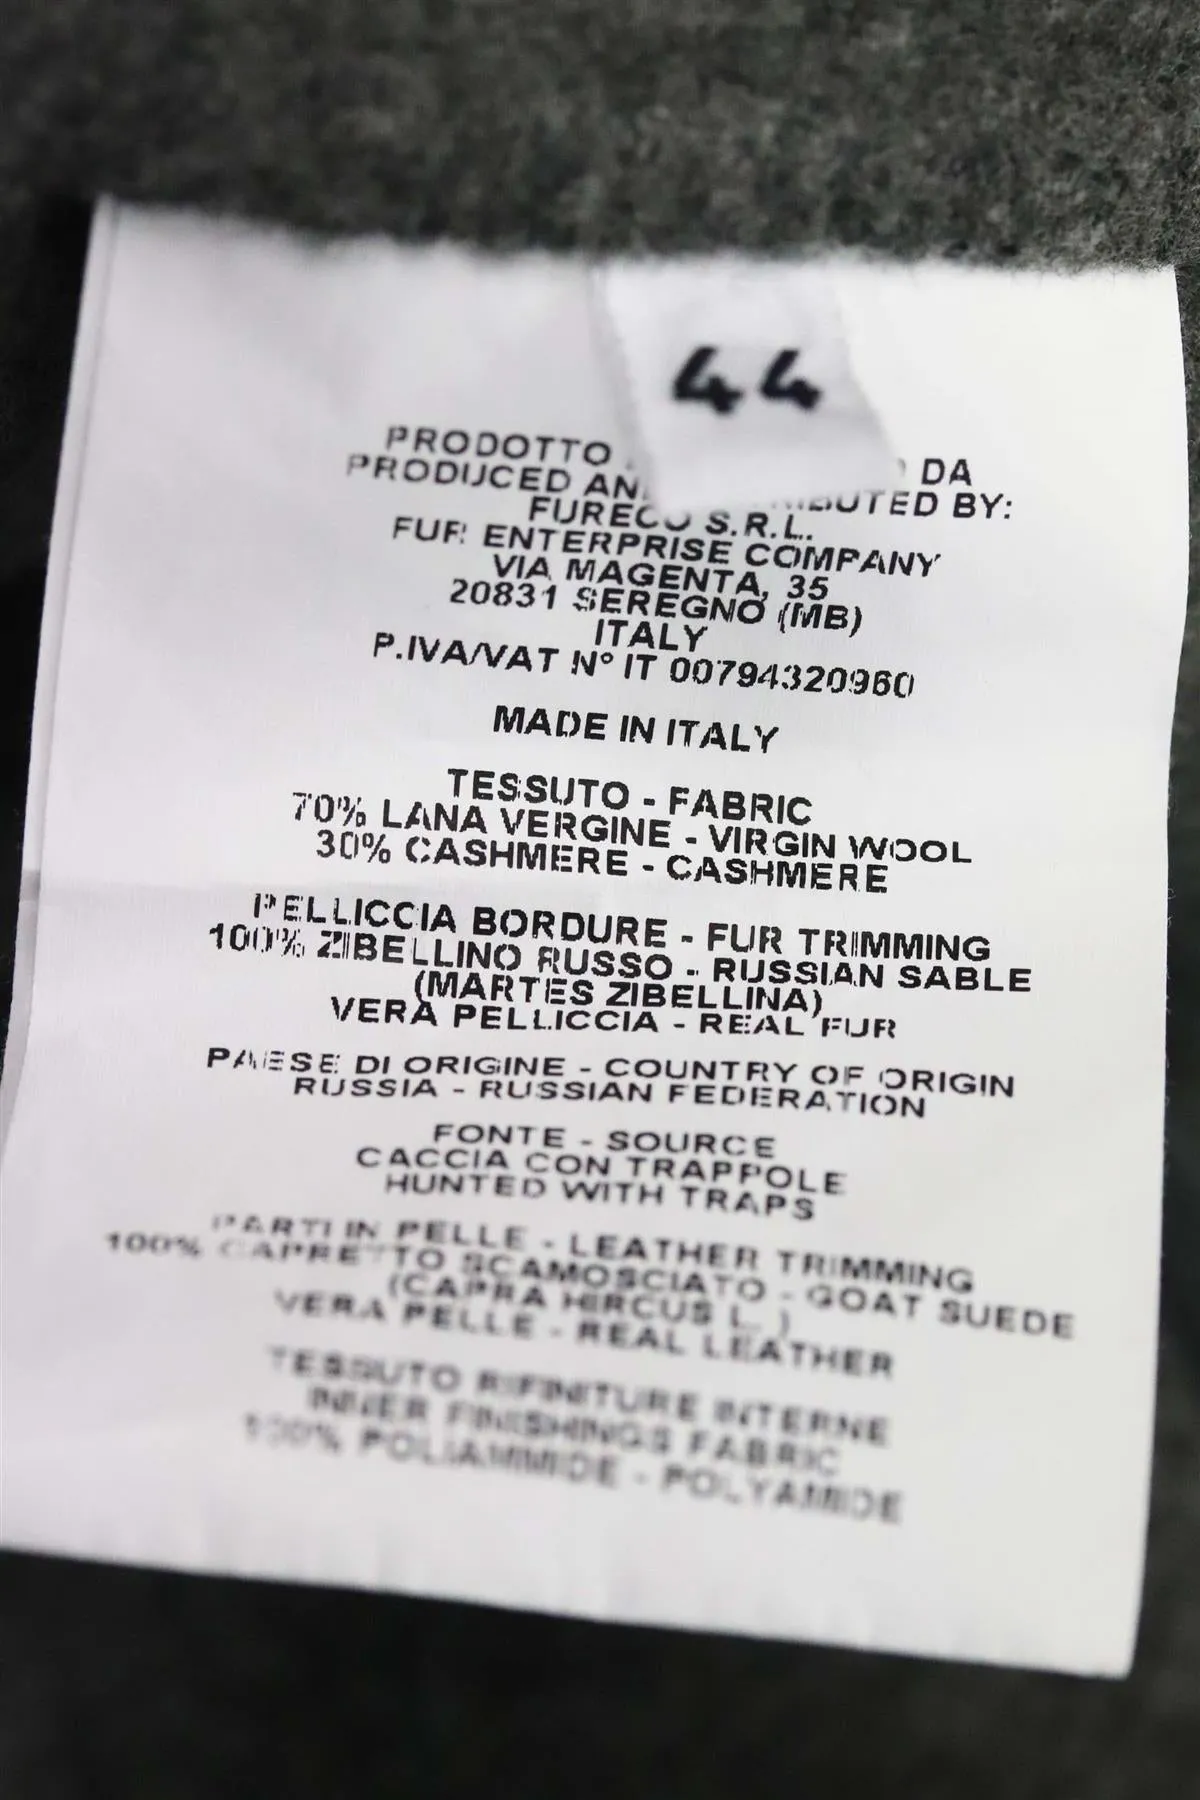 44
PRODOTTO DA
PRODUCED BY:
FURECO S.R.L.
FUR ENTERPRISE COMPANY
VIA MAGENTA, 35
20831 SEREGNO (MB)
ITALY
P.IVA/VAT N° IT 00794320960
MADE IN ITALY
TESSUTO - FABRIC
70% LANA VERGINE - VIRGIN WOOL
30% CASHMERE - CASHMERE
PELLICCIA BORDURE - FUR TRIMMING
100% ZIBELLINO RUSSO - RUSSIAN SABLE
(MARTES ZIBELLINA)
VERA PELLICCIA - REAL FUR
PAESE DI ORIGINE - COUNTRY OF ORIGIN
RUSSIA - RUSSIAN FEDERATION
FONTE - SOURCE
CACCIA CON TRAPPOLE
HUNTED WITH TRAPS
PARTI IN PELLE - LEATHER TRIMMING
100% CAPRETTO SCAMOSCIATO - GOAT SUEDE
(CAPRA HIRCUS L.)
VERA PELLE - REAL LEATHER
TESSUTO RIFINITURE INTERNE
INNER FINISHINGS FABRIC
100% POLIAMMIDE - POLYAMIDE